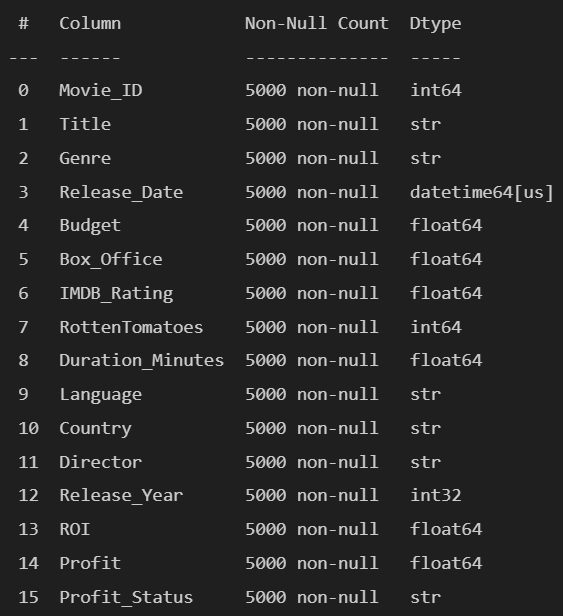 #   Column            Non-Null Count  Dtype
---  ------            --------------  -----
0   Movie_ID          5000 non-null   int64
1   Title             5000 non-null   str
2   Genre             5000 non-null   str
3   Release_Date      5000 non-null   datetime64[us]
4   Budget            5000 non-null   float64
5   Box_Office        5000 non-null   float64
6   IMDB_Rating       5000 non-null   float64
7   RottenTomatoes    5000 non-null   int64
8   Duration_Minutes  5000 non-null   float64
9   Language          5000 non-null   str
10  Country           5000 non-null   str
11  Director          5000 non-null   str
12  Release_Year      5000 non-null   int32
13  ROI               5000 non-null   float64
14  Profit            5000 non-null   float64
15  Profit_Status     5000 non-null   str